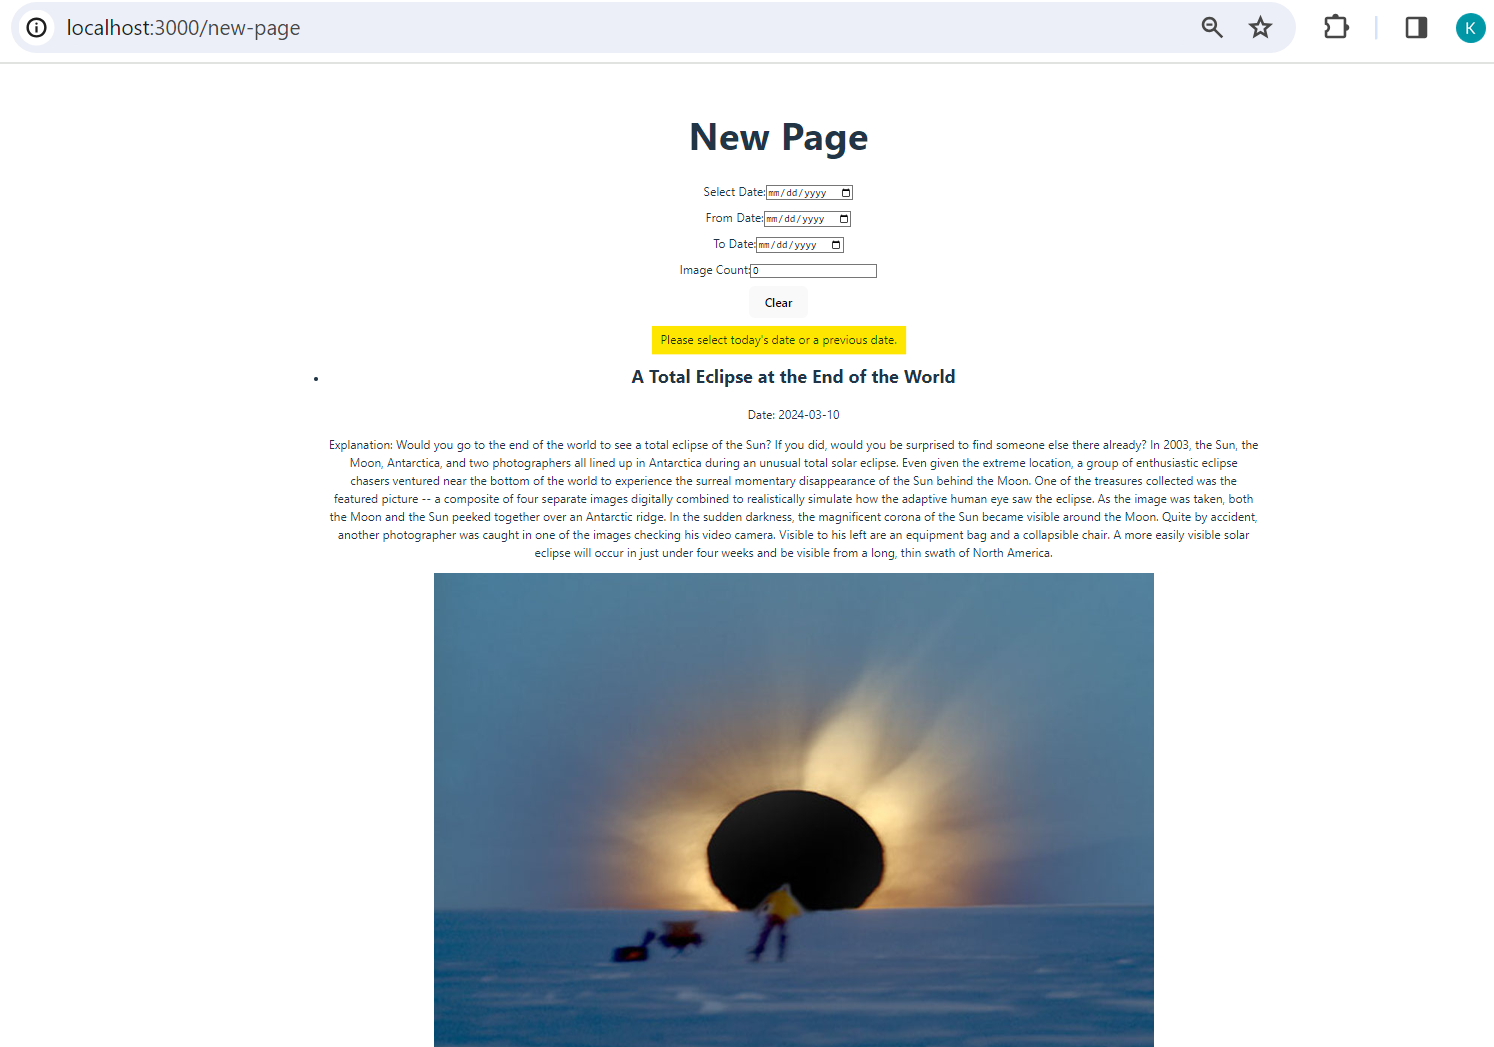 localhost:3000/new-page
K
New Page
Select Date: mm/dd/yyyy
From Date: mm/dd/yyyy
To Date: mm/dd/yyyy
Image Count: 0
Clear
Please select today's date or a previous date.
A Total Eclipse at the End of the World
Date: 2024-03-10
Explanation: Would you go to the end of the world to see a total eclipse of the Sun? If you did, would you be surprised to find someone else there already? In 2003, the Sun, the
Moon, Antarctica, and two photographers all lined up in Antarctica during an unusual total solar eclipse. Even given the extreme location, a group of enthusiastic eclipse
chasers ventured near the bottom of the world to experience the surreal momentary disappearance of the Sun behind the Moon. One of the treasures collected was the
featured picture -- a composite of four separate images digitally combined to realistically simulate how the adaptive human eye saw the eclipse. As the image was taken, both
the Moon and the Sun peeked together over an Antarctic ridge. In the sudden darkness, the magnificent corona of the Sun became visible around the Moon. Quite by accident,
another photographer was caught in one of the images checking his video camera. Visible to his left are an equipment bag and a collapsible chair. A more easily visible solar
eclipse will occur in just under four weeks and be visible from a long, thin swath of North America.